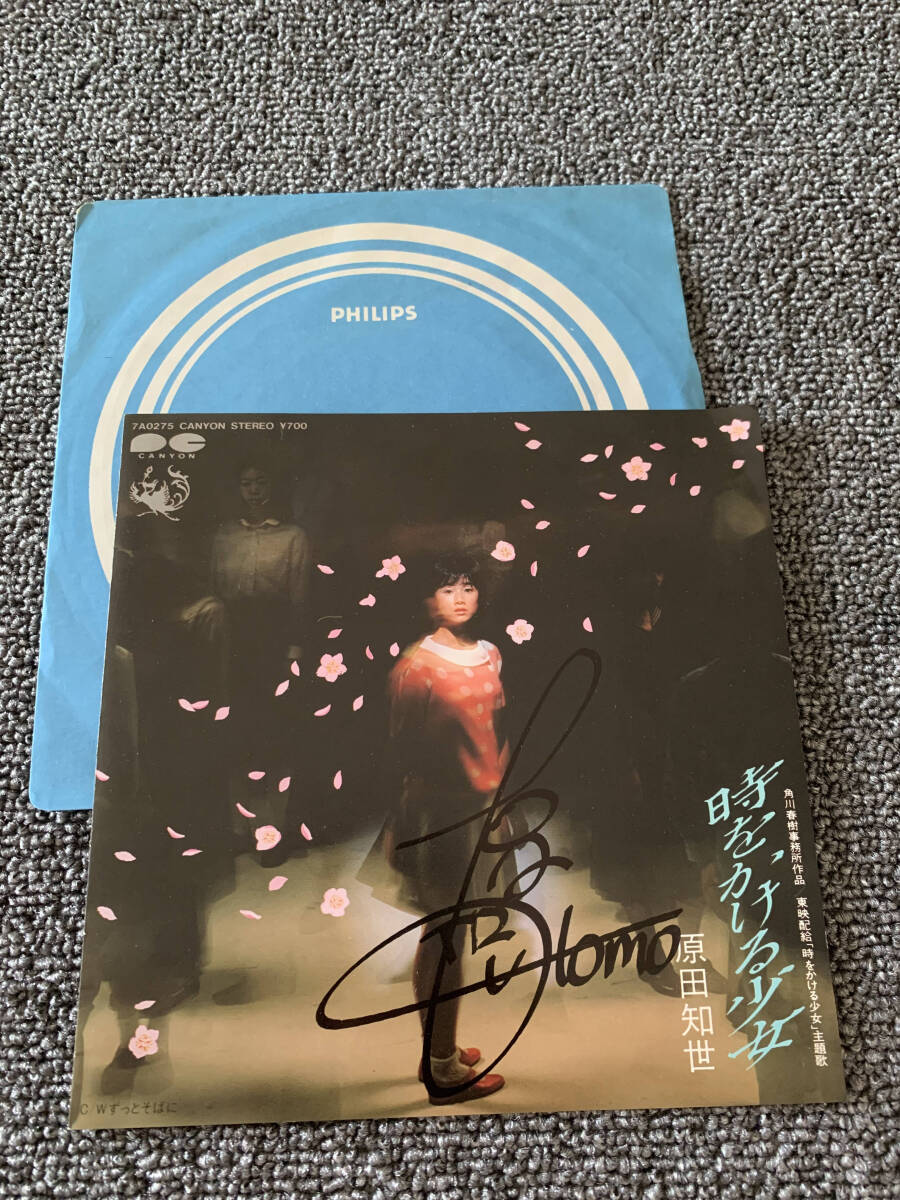 PHILIPS
7A0275 CANYON STEREO ¥700
CANYON
時をかける少女
角川春樹事務所作品 東映配給「時をかける少女」主題歌
原田知世
Tomo
C/Wずっとそばに